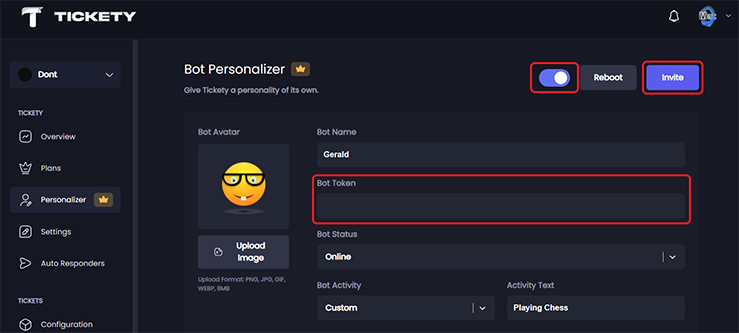 TICKETY
Dont
TICKETY
Overview
Plans
Personalizer
Settings
Auto Responders
TICKETS
Configuration
Bot Personalizer
Give Tickety a personality of its own.
Reboot
Invite
Bot Avatar
Upload
Image
Upload Format: PNG, JPG, GIF,
WEBP, BMB
Bot Name
Gerald
Bot Token
Bot Status
Online
Bot Activity
Custom
Activity Text
Playing Chess